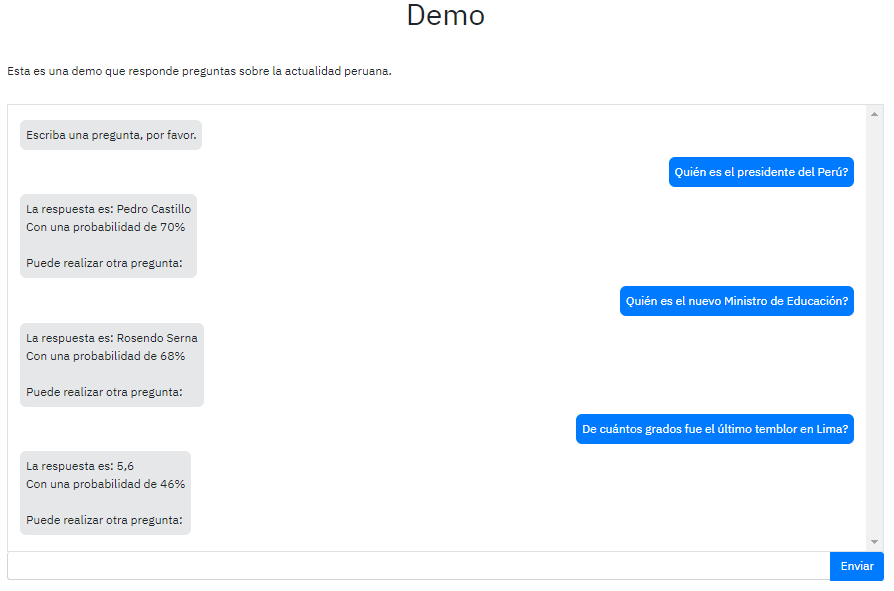 Demo
Esta es una demo que responde preguntas sobre la actualidad peruana.
Escriba una pregunta, por favor.
Quién es el presidente del Perú?
La respuesta es: Pedro Castillo
Con una probabilidad de 70%
Puede realizar otra pregunta:
Quién es el nuevo Ministro de Educación?
La respuesta es: Rosendo Serna
Con una probabilidad de 68%
Puede realizar otra pregunta:
De cuántos grados fue el último temblor en Lima?
La respuesta es: 5,6
Con una probabilidad de 46%
Puede realizar otra pregunta:
Enviar